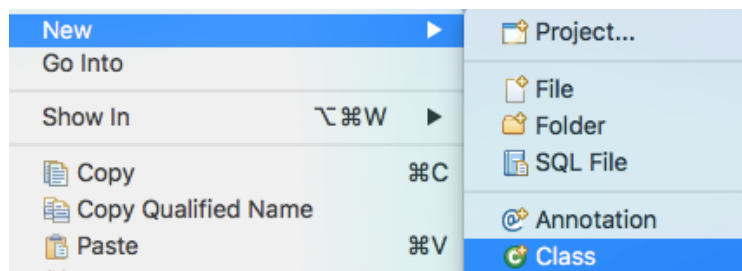 New
Go Into
Show In ⌥⌘W
Copy ⌘C
Copy Qualified Name
Paste ⌘V
Project...
File
Folder
SQL File
Annotation
Class